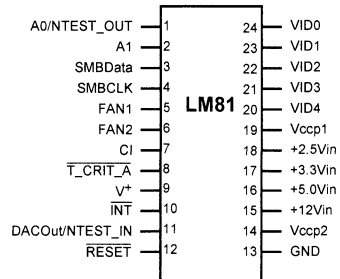 A0/NTEST_OUT 1 24 VID0
A1 2 23 VID1
SMBData 3 22 VID2
SMBCLK 4 21 VID3
FAN1 5 LM81 20 VID4
FAN2 6 19 Vccp1
CI 7 18 +2.5Vin
T_CRIT_A 8 17 +3.3Vin
V+ 9 16 +5.0Vin
INT 10 15 +12Vin
DACOut/NTEST_IN 11 14 Vccp2
RESET 12 13 GND